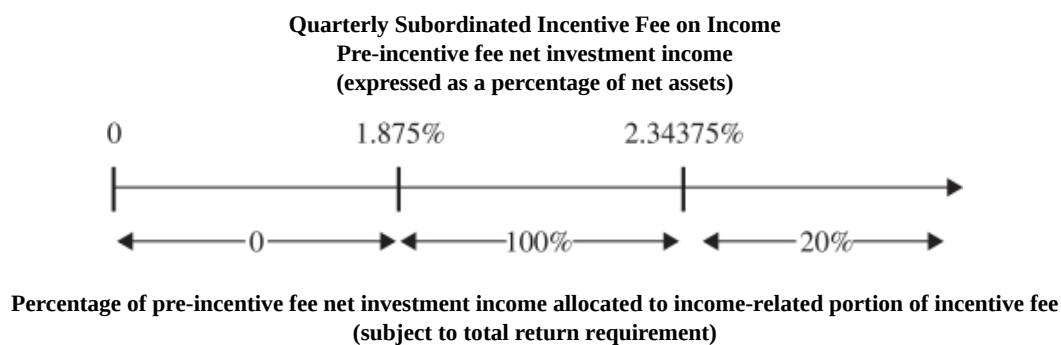 Quarterly Subordinated Incentive Fee on Income
Pre-incentive fee net investment income
(expressed as a percentage of net assets)
0 1.875% 2.34375%
0 100% 20%
Percentage of pre-incentive fee net investment income allocated to income-related portion of incentive fee
(subject to total return requirement)